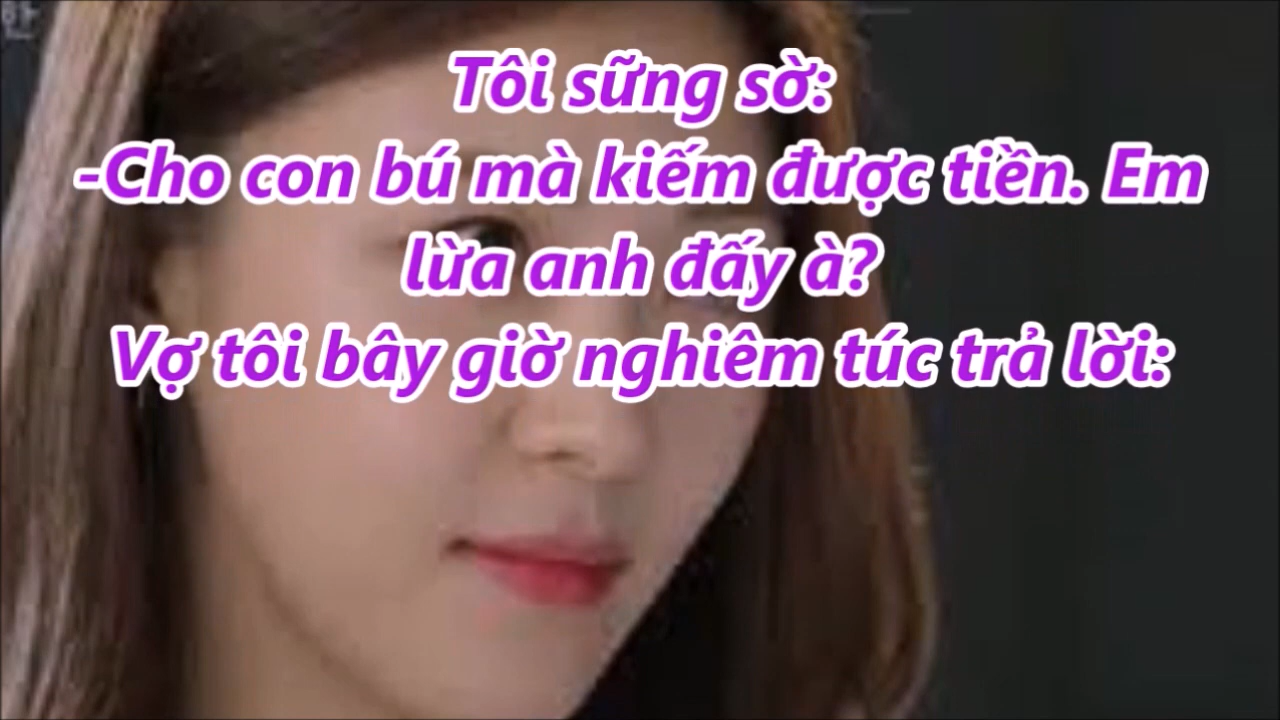 한
Tôi sững sờ:
-Cho con bú mà kiếm được tiền. Em
lừa anh đấy à?
Vợ tôi bây giờ nghiêm túc trả lời: